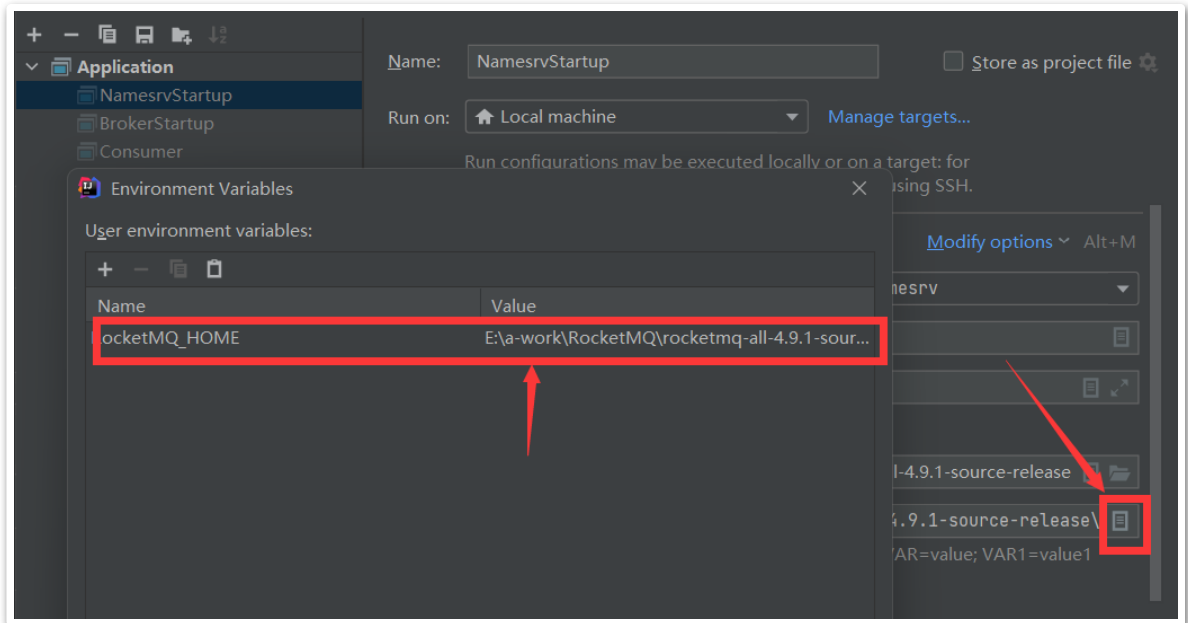 Application
NamesrvStartup
BrokerStartup
Consumer
Name: NamesrvStartup
Store as project file
Run on: Local machine
Manage targets...
Run configurations may be executed locally or on a target: for
using SSH.
Environment Variables
User environment variables:
Name Value
RocketMQ_HOME E:\a-work\RocketMQ\rocketmq-all-4.9.1-sour...
Modify options Alt+M
mesrv
l-4.9.1-source-release
4.9.1-source-release\
VAR=value; VAR1=value1